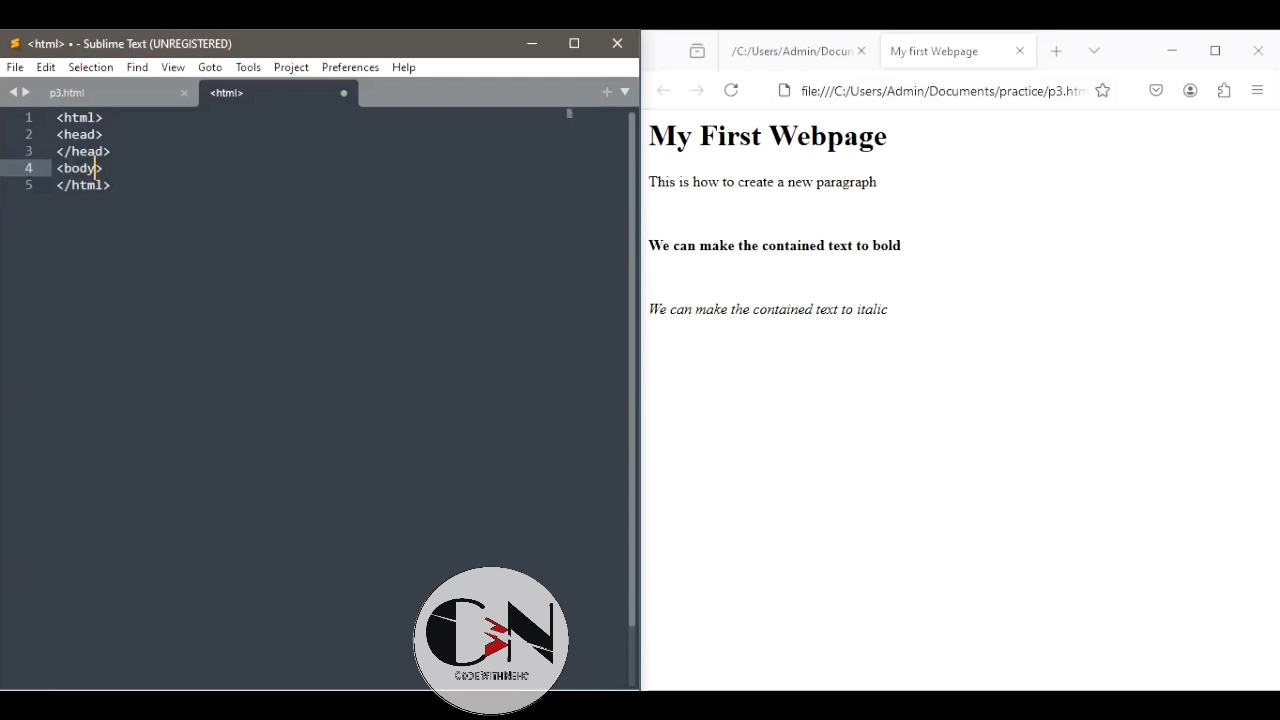 <html> • - Sublime Text (UNREGISTERED)
File Edit Selection Find View Goto Tools Project Preferences Help
p3.html
<html>
1 <html>
2 <head>
3 </head>
4 <body>
5 </html>
/C:/Users/Admin/Docun
My first Webpage
file:///C:/Users/Admin/Documents/practice/p3.htm
My First Webpage
This is how to create a new paragraph
We can make the contained text to bold
We can make the contained text to italic
CN